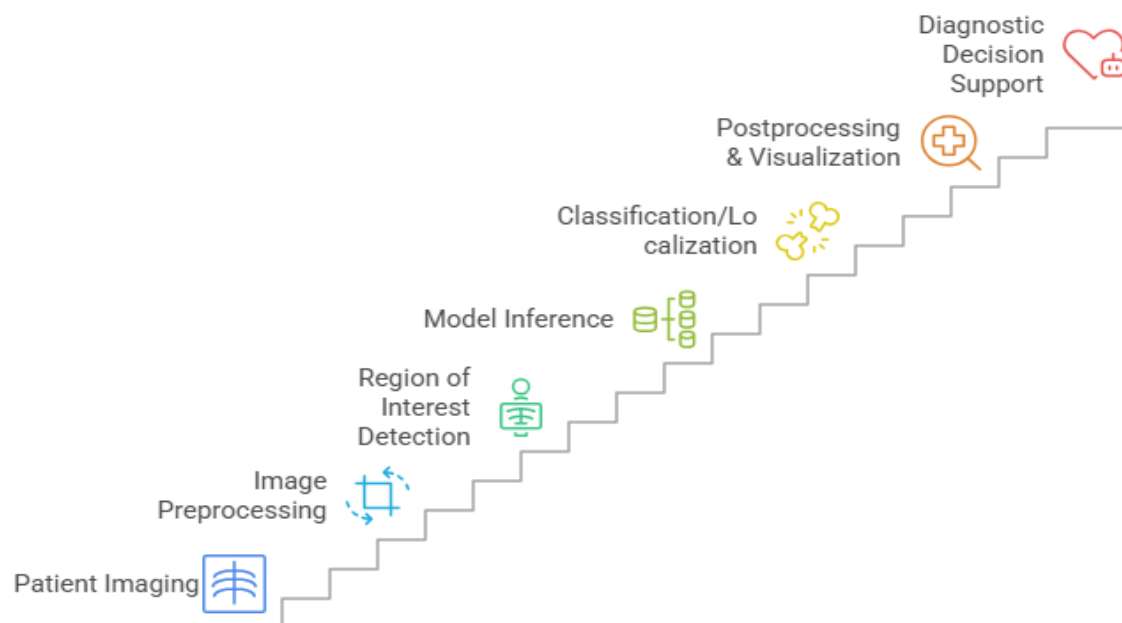 Diagnostic
Decision
Support
Postprocessing
& Visualization
Classification/Lo
calization
Model Inference
Region of
Interest
Detection
Image
Preprocessing
Patient Imaging